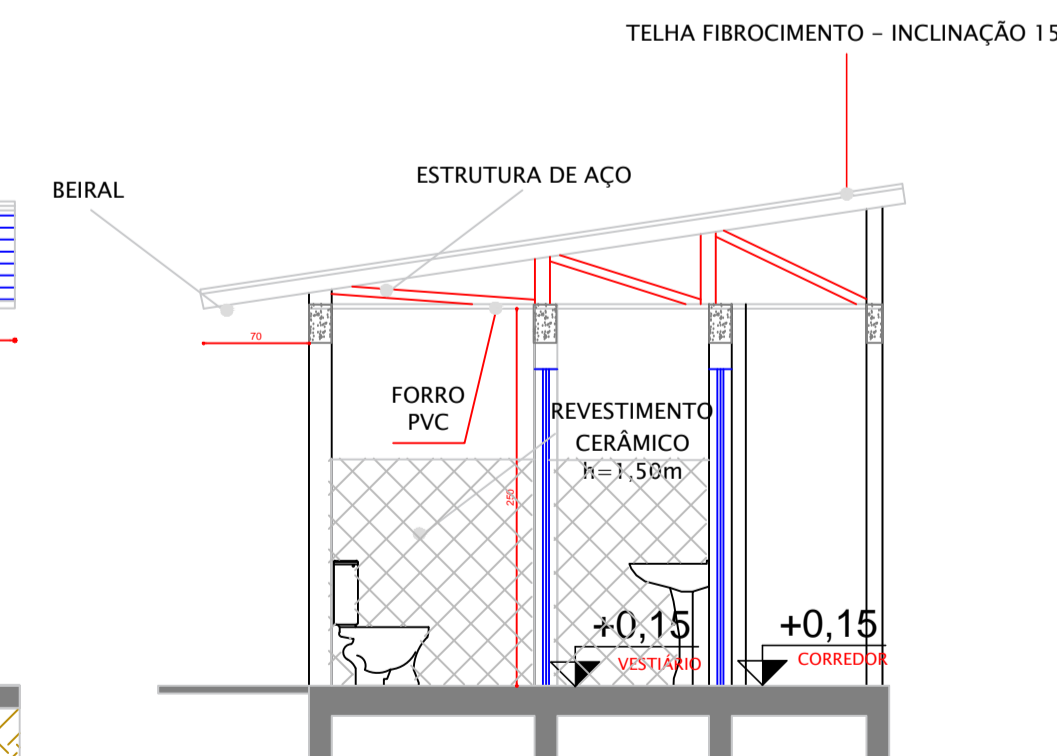 TELHA FIBROCIMENTO – INCLINAÇÃO 15
BEIRAL
ESTRUTURA DE AÇO
70
FORRO
PVC
REVESTIMENTO
CERÂMICO
h=1,50m
250
+0,15
VESTIÁRIO
+0,15
CORREDOR